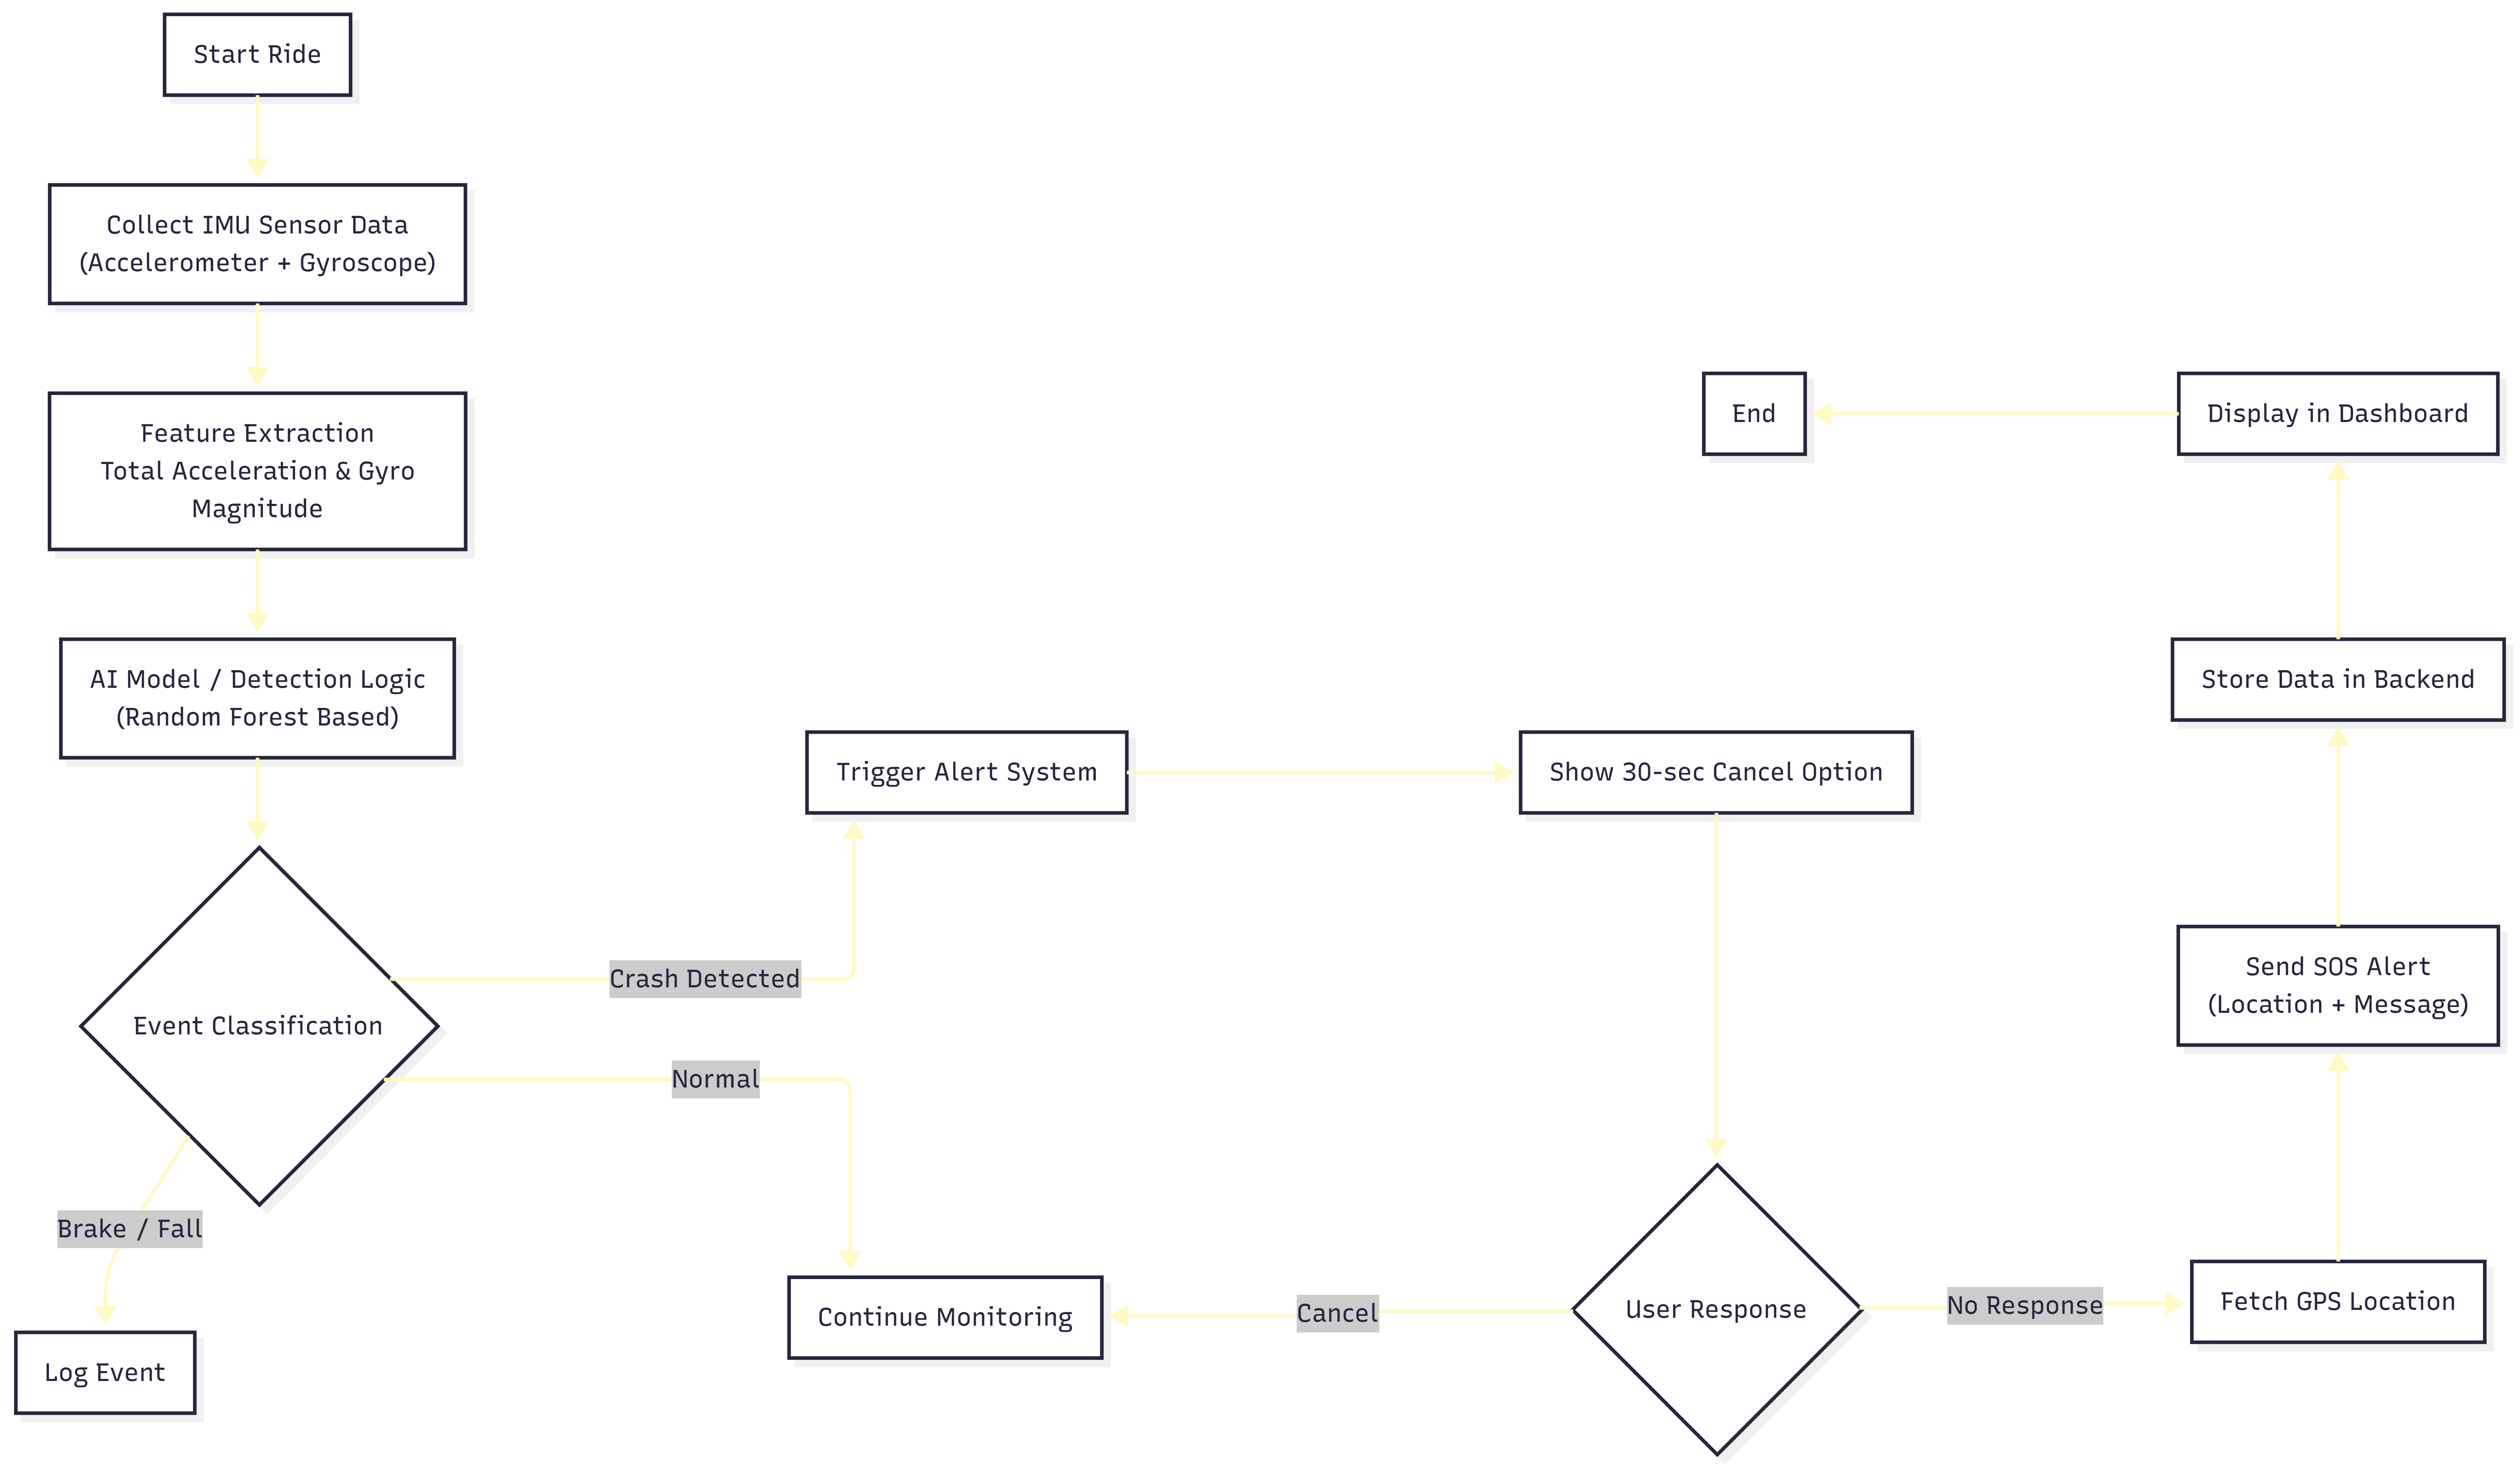 Start Ride
Collect IMU Sensor Data
(Accelerometer + Gyroscope)
Feature Extraction
Total Acceleration & Gyro
Magnitude
AI Model / Detection Logic
(Random Forest Based)
Event Classification
Brake / Fall
Log Event
Crash Detected
Normal
Trigger Alert System
Continue Monitoring
Show 30-sec Cancel Option
User Response
Cancel
No Response
Fetch GPS Location
Send SOS Alert
(Location + Message)
Store Data in Backend
Display in Dashboard
End